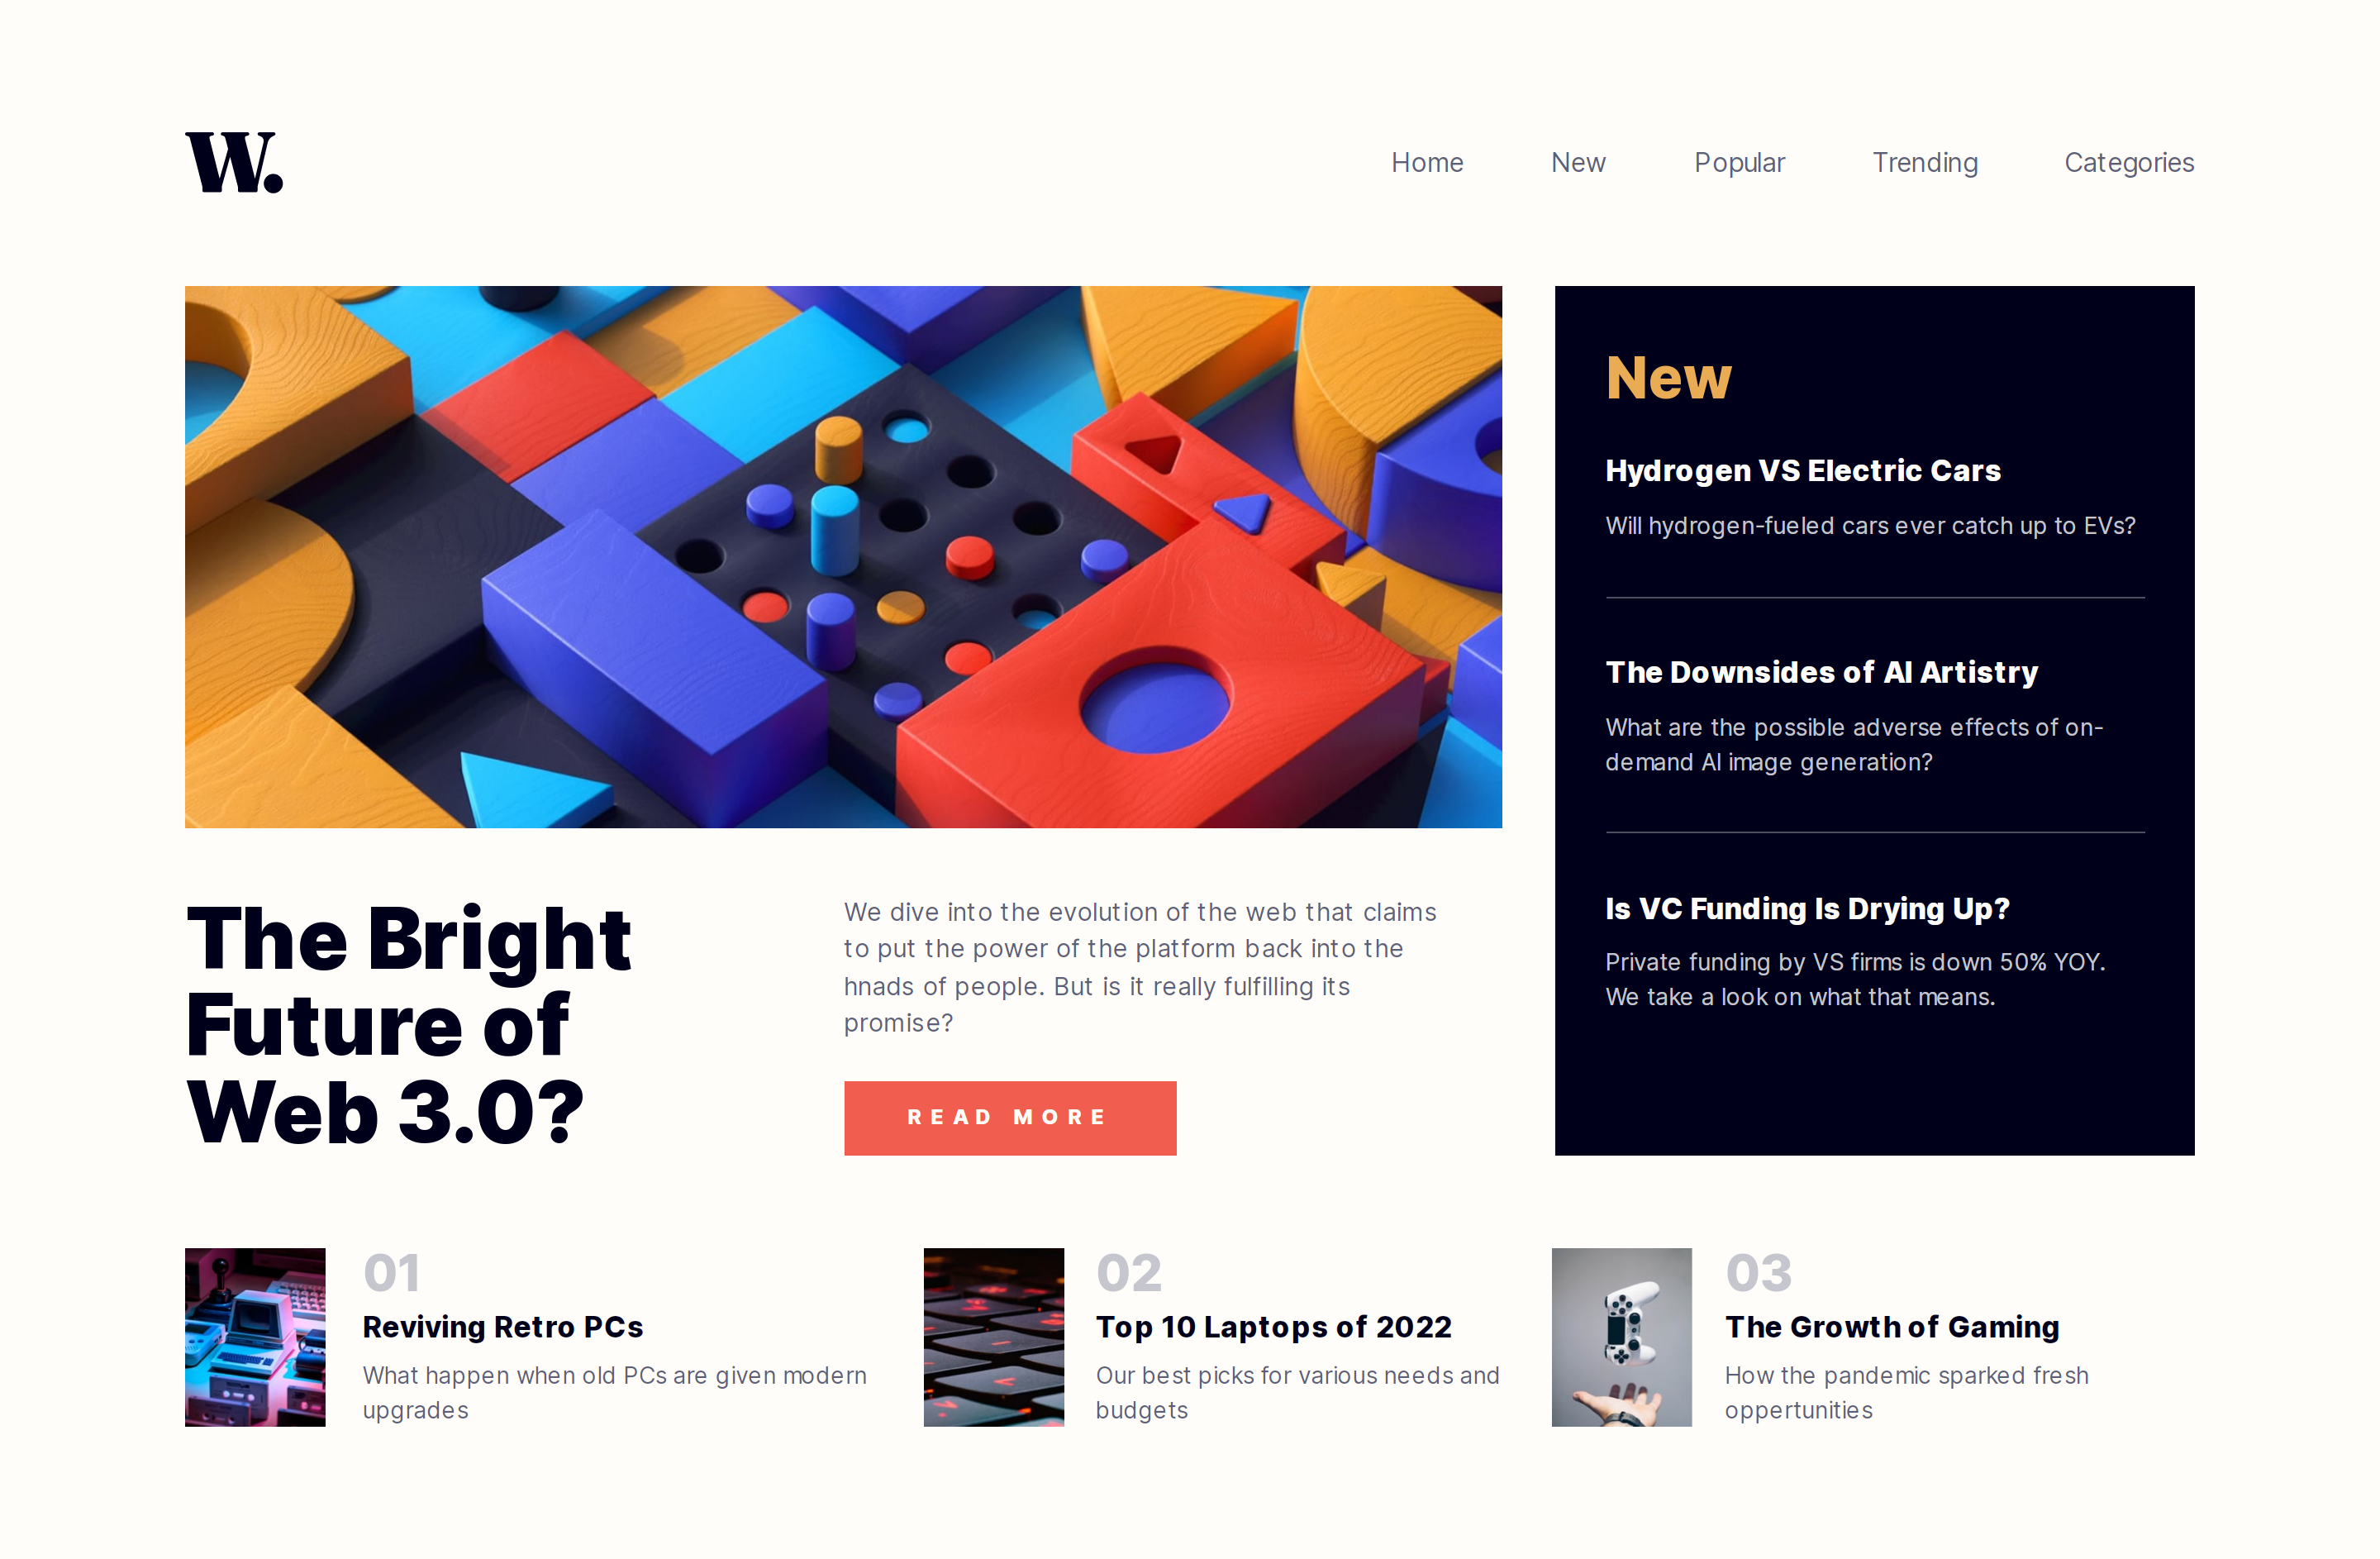 W.
Home
New
Popular
Trending
Categories
The Bright
Future of
Web 3.0?
We dive into the evolution of the web that claims
to put the power of the platform back into the
hnads of people. But is it really fulfilling its
promise?
READ MORE
New
Hydrogen VS Electric Cars
Will hydrogen-fueled cars ever catch up to EVs?
The Downsides of AI Artistry
What are the possible adverse effects of on-
demand AI image generation?
Is VC Funding Is Drying Up?
Private funding by VS firms is down 50% YOY.
We take a look on what that means.
01
Reviving Retro PCs
What happen when old PCs are given modern
upgrades
02
Top 10 Laptops of 2022
Our best picks for various needs and
budgets
03
The Growth of Gaming
How the pandemic sparked fresh
oppertunities